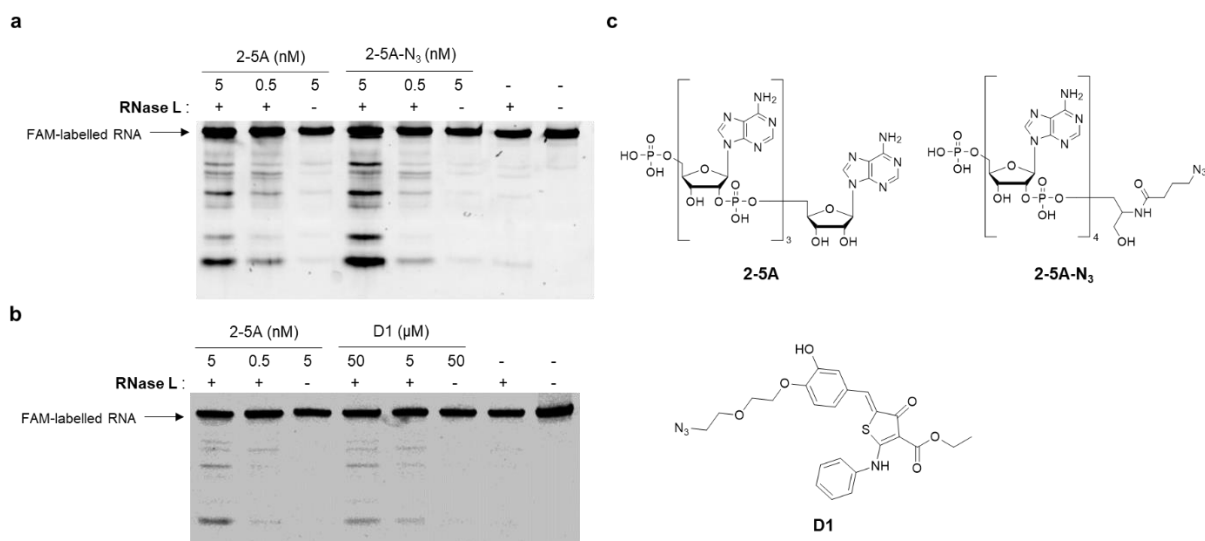 a
2-5A (nM) 2-5A-N₃ (nM)
5 0.5 5 5 0.5 5 - -
RNase L : + + - + + - + -
FAM-labelled RNA
b
2-5A (nM) D1 (µM)
5 0.5 5 50 5 50 - -
RNase L : + + - + + - + -
FAM-labelled RNA
c
NH₂
N N
N N
O
HO P O
OH
O
OH
O
O P O
OH
3
NH₂
N N
N N
O
OH OH
2-5A
NH₂
N N
N N
O
HO P O
OH
O
OH
O
O P O
OH
4
O
N₃
N
H
OH
2-5A-N₃
HO
O
O
N₃
S
O
O
O
NH
D1